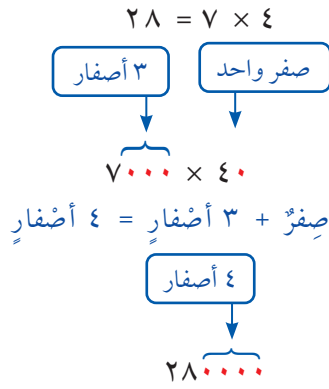 ٢٨ = ٧ × ٤
٣ أصفار صفر واحد
٧٠٠٠ × ٤٠
صِفرٌ + ٣ أصْفارٍ = ٤ أصْفارٍ
٤ أصفار
٢٨٠٠٠٠